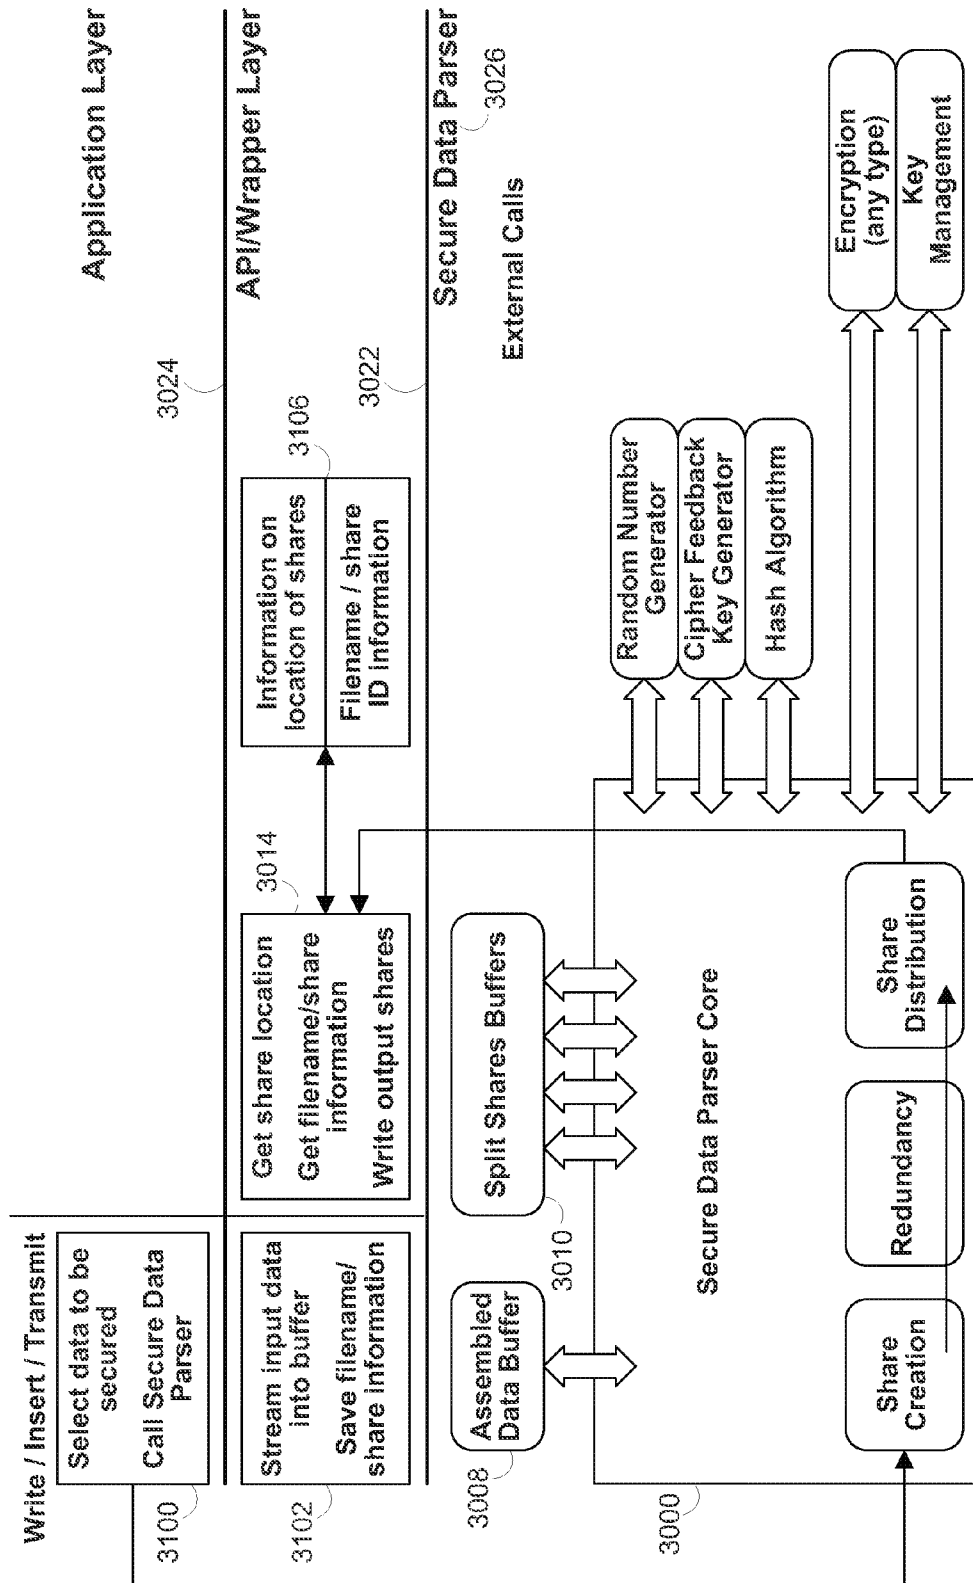 Write / Insert / Transmit
Application Layer
Select data to be
secured
Call Secure Data
Parser
3100
3024
API/Wrapper Layer
Stream input data
into buffer
Save filename/
share information
3102
Get share location
Get filename/share
information
Write output shares
3014
Information on
location of shares
Filename / share
ID information
3106
3022
Secure Data Parser
3026
External Calls
Assembled
Data Buffer
3008
Split Shares Buffers
3010
Random Number
Generator
Cipher Feedback
Key Generator
Hash Algorithm
Secure Data Parser Core
3000
Share
Creation
Redundancy
Share
Distribution
Encryption
(any type)
Key
Management